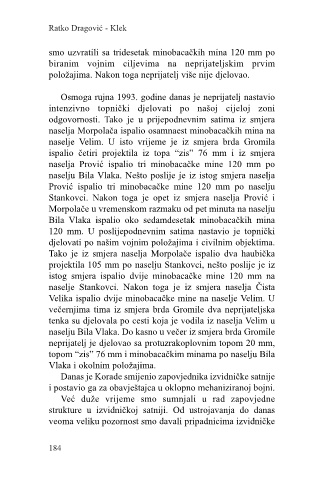 Ratko Dragović - Klek
smo uzvratili sa tridesetak minobacačkih mina 120 mm po
biranim vojnim ciljevima na neprijateljskim prvim
položajima. Nakon toga neprijatelj više nije djelovao.
Osmoga rujna 1993. godine danas je neprijatelj nastavio
intenzivno topnički djelovati po našoj cijeloj zoni
odgovornosti. Tako je u prijepodnevnim satima iz smjera
naselja Morpolača ispalio osamnaest minobacačkih mina na
naselje Velim. U isto vrijeme je iz smjera brda Gromila
ispalio četiri projektila iz topa “zis” 76 mm i iz smjera
naselja Prović ispalio tri minobacačke mine 120 mm po
naselju Bila Vlaka. Nešto poslije je iz istog smjera naselja
Prović ispalio tri minobacačke mine 120 mm po naselju
Stankovci. Nakon toga je opet iz smjera naselja Prović i
Morpolače u vremenskom razmaku od pet minuta na naselju
Bila Vlaka ispalio oko sedamdesetak minobacačkih mina
120 mm. U poslijepodnevnim satima nastavio je topnički
djelovati po našim vojnim položajima i civilnim objektima.
Tako je iz smjera naselja Morpolače ispalio dva haubička
projektila 105 mm po naselju Stankovci, nešto poslije je iz
istog smjera ispalio dvije minobacačke mine 120 mm na
naselje Stankovci. Nakon toga je iz smjera naselja Čista
Velika ispalio dvije minobacačke mine na naselje Velim. U
večernjima tima iz smjera brda Gromile dva neprijateljska
tenka su djelovala po cesti koja je vodila iz naselja Velim u
naselju Bila Vlaka. Do kasno u večer iz smjera brda Gromile
neprijatelj je djelovao sa protuzrakoplovnim topom 20 mm,
topom “zis” 76 mm i minobacačkim minama po naselju Bila
Vlaka i okolnim položajima.
Danas je Korade smijenio zapovjednika izvidničke satnije
i postavio ga za obavještajca u oklopno mehaniziranoj bojni.
Već duže vrijeme smo sumnjali u rad zapovjedne
strukture u izvidničkoj satniji. Od ustrojavanja do danas
veoma veliku pozornost smo davali pripadnicima izvidničke
184